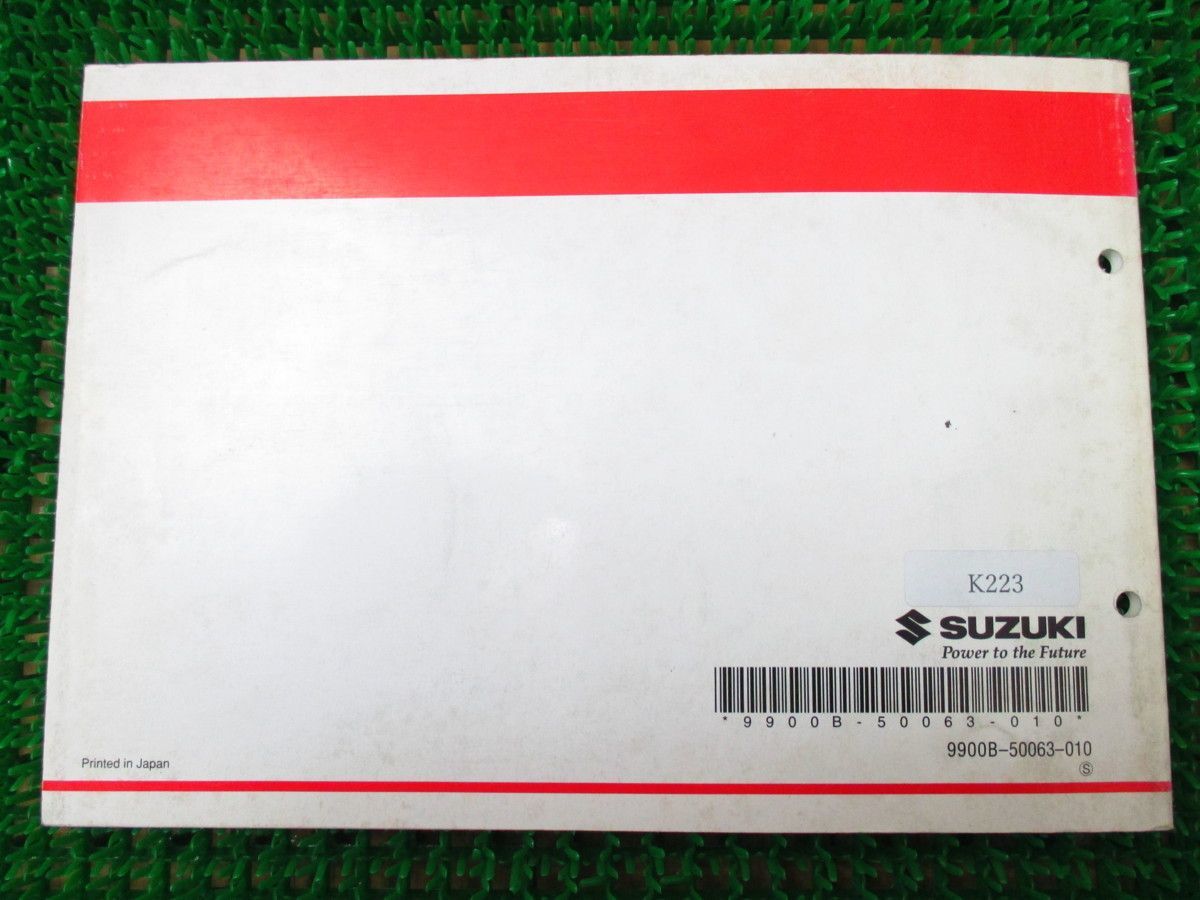 K223
SUZUKI
Power to the Future
*9900B-50063-010*
9900B-50063-010
Ⓢ
Printed in Japan